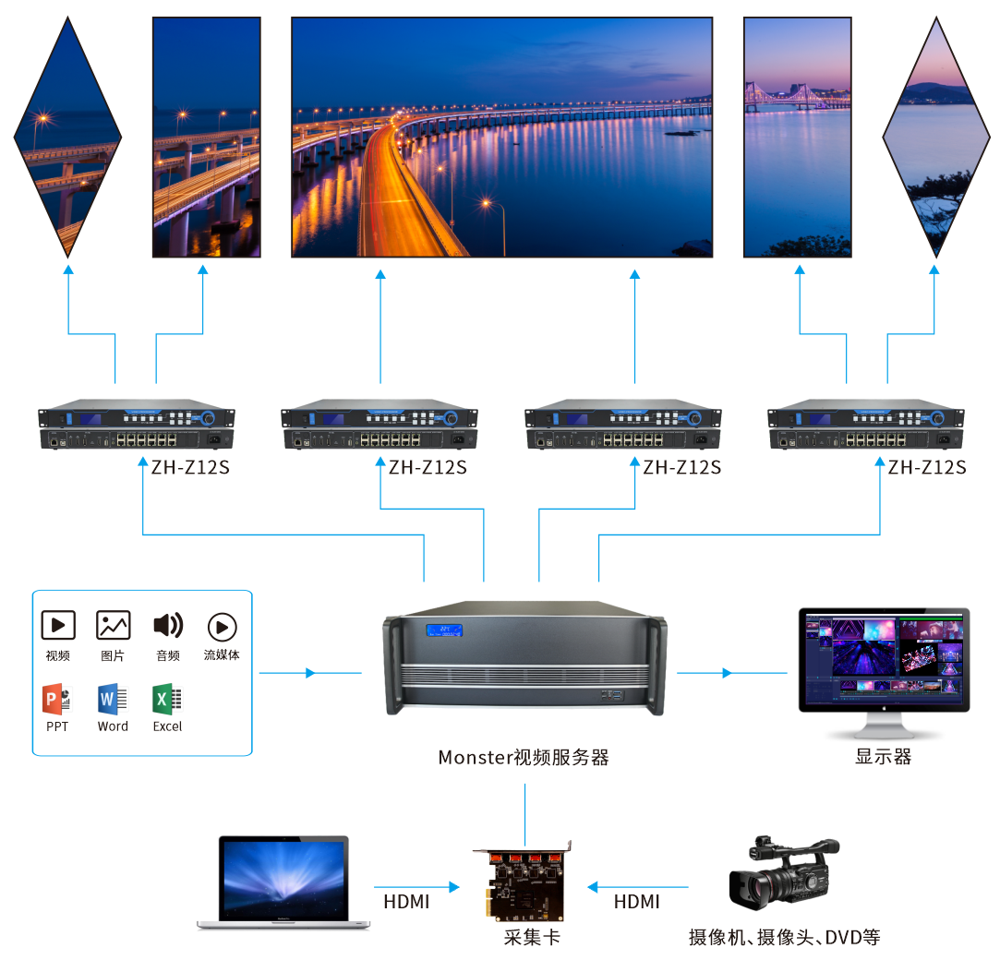 ZH-Z12S
ZH-Z12S
ZH-Z12S
ZH-Z12S
视频
图片
音频
流媒体
PPT
Word
Excel
Monster视频服务器
显示器
HDMI
HDMI
采集卡
摄像机、摄像头、DVD等